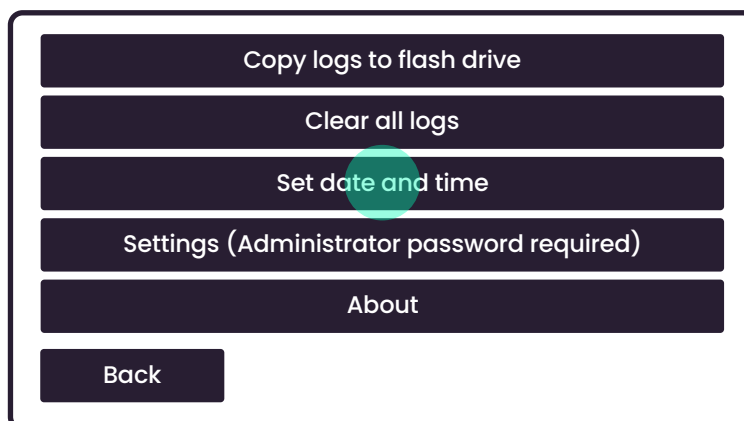 Copy logs to flash drive
Clear all logs
Set date and time
Settings (Administrator password required)
About
Back